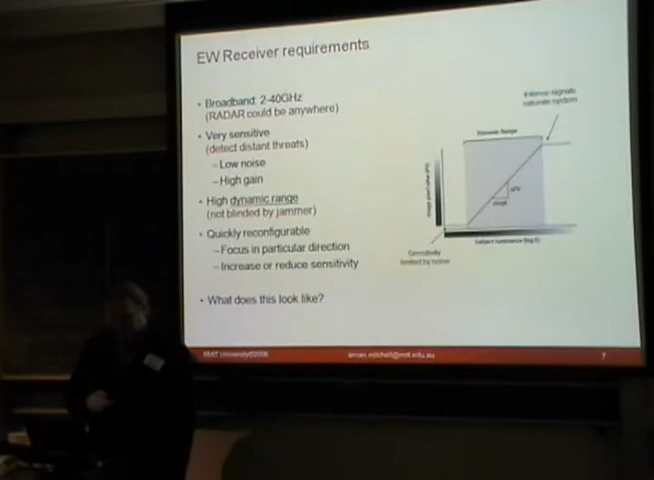 EW Receiver requirements
• Broadband: 2-40GHz
(RADAR could be anywhere)
• Very sensitive
(detect distant threats)
– Low noise
– High gain
• High dynamic range
(not blinded by jammer)
• Quickly reconfigurable
– Focus in particular direction
– Increase or reduce sensitivity
• What does this look like?
Intense signals
saturate system
Dynamic Range
Sensitivity
limited by noise
RMIT University©2008
7